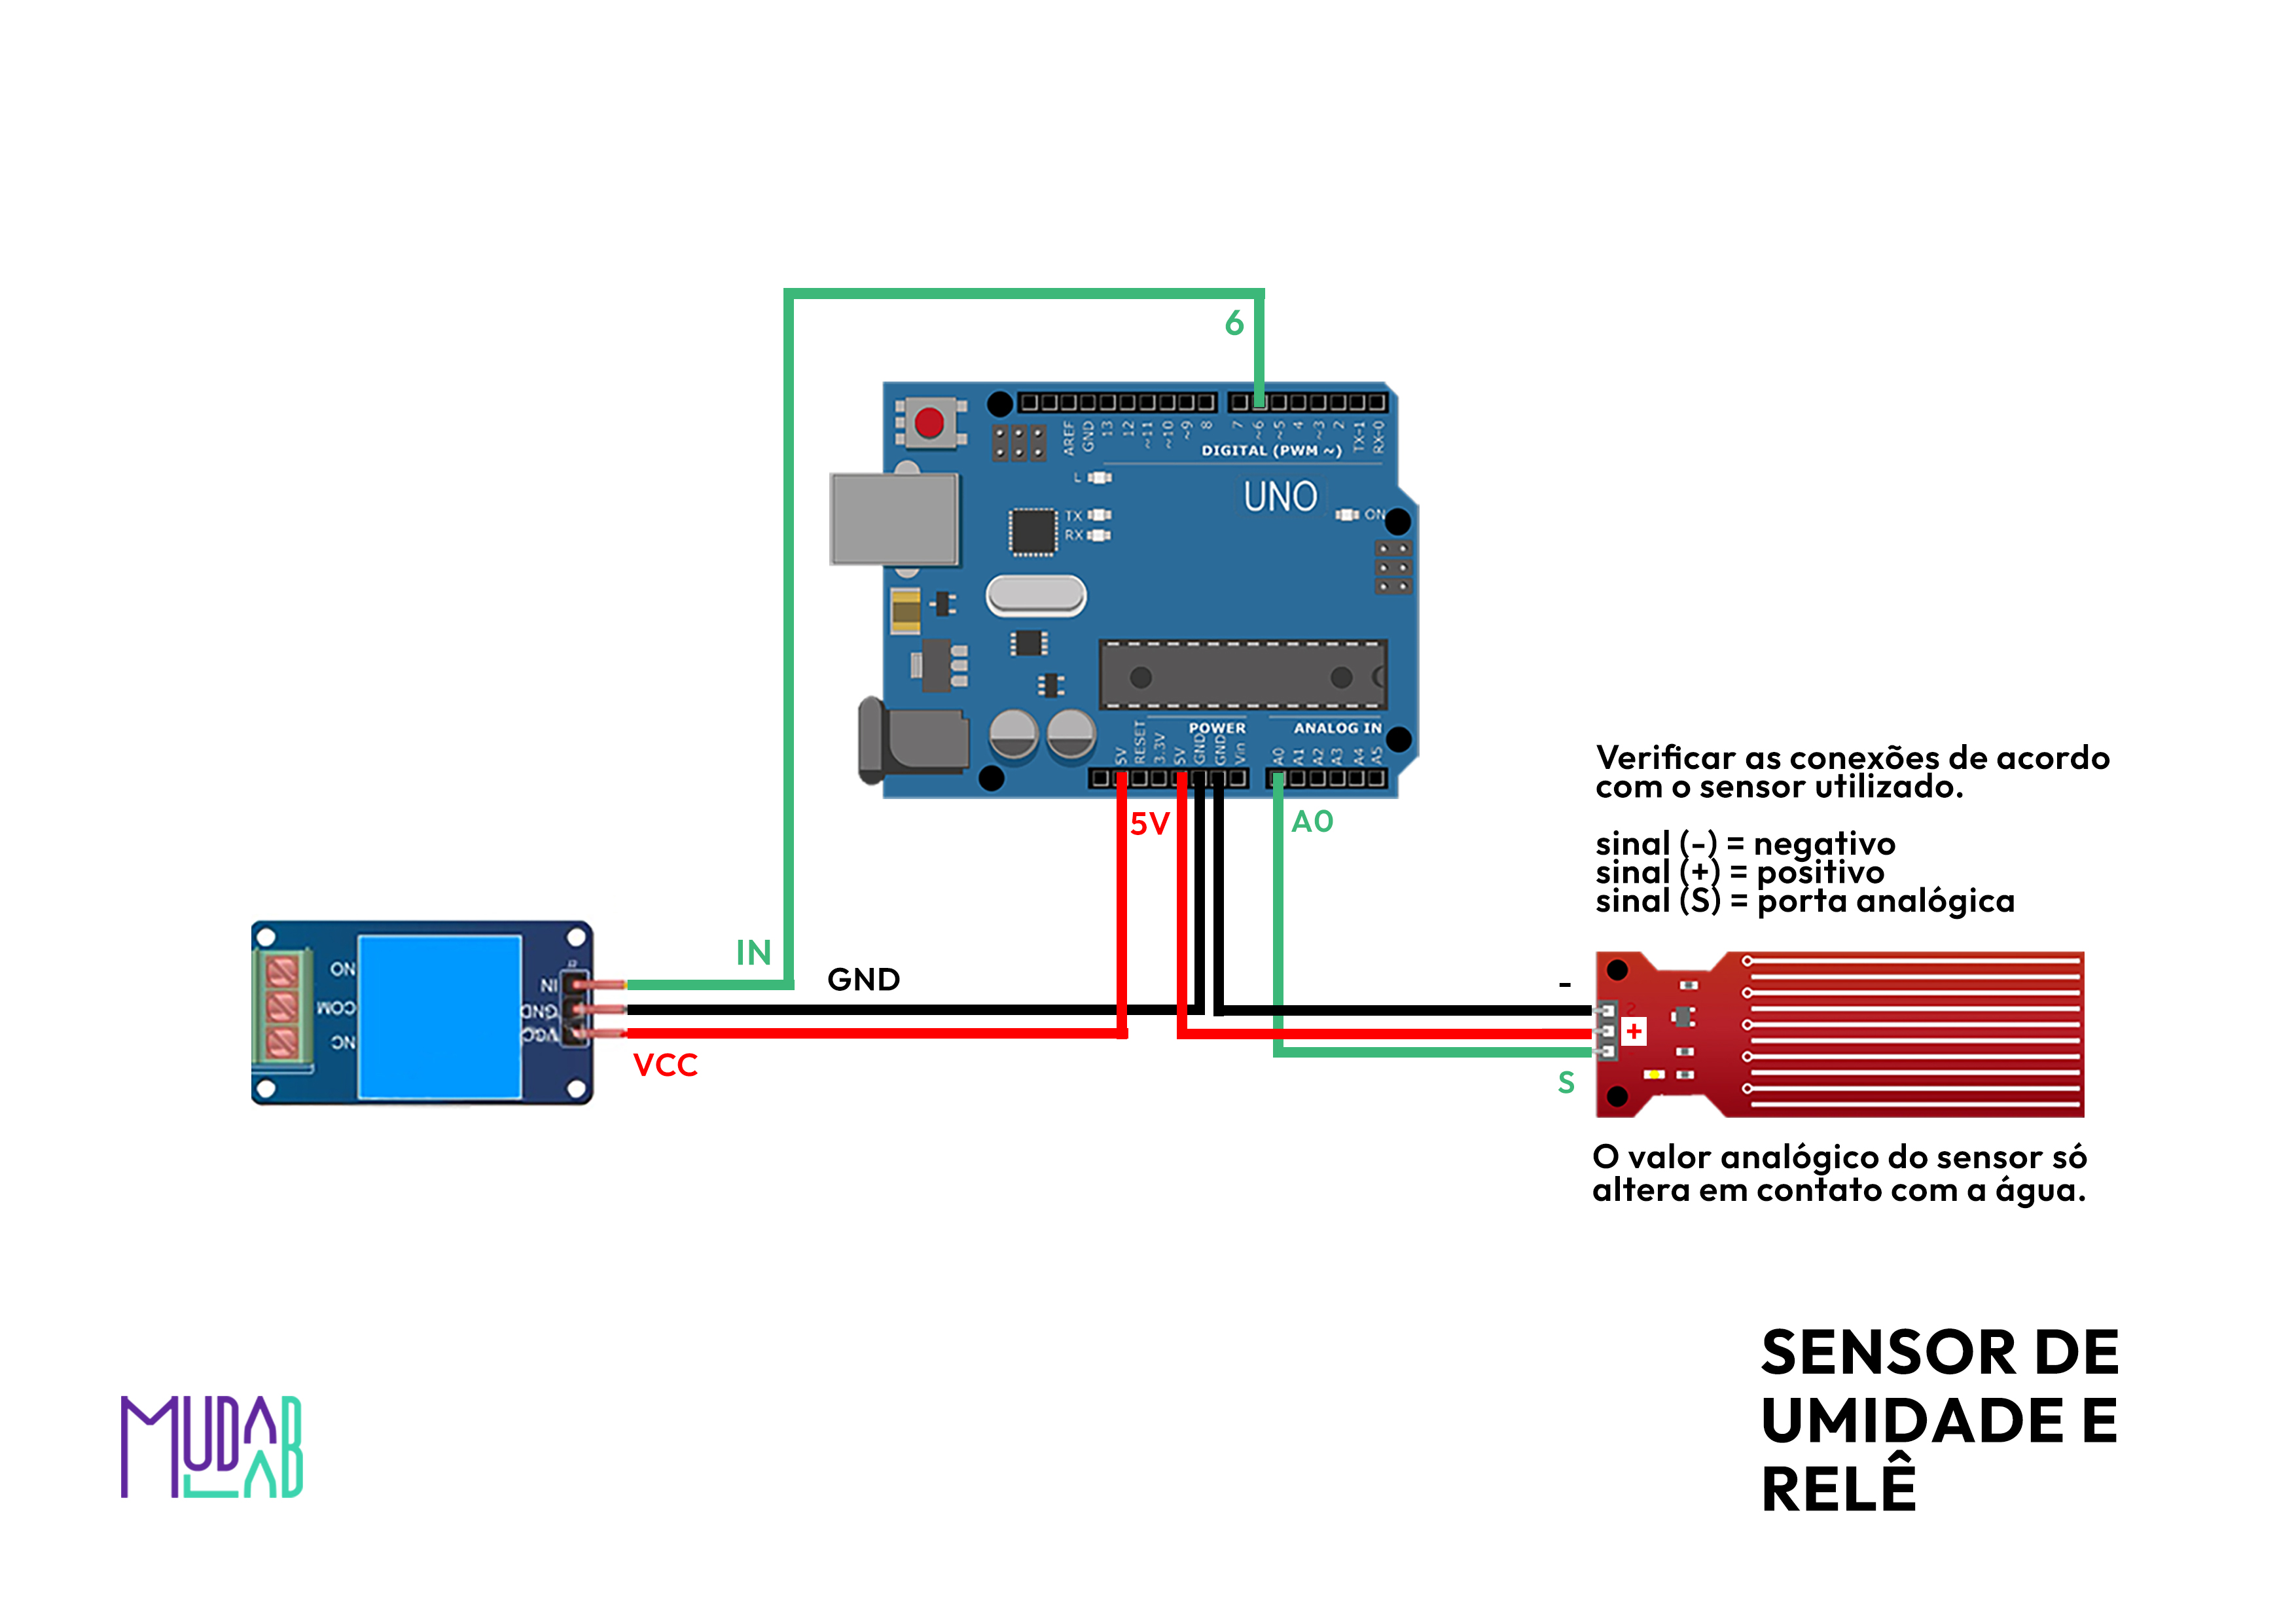 6
AREF
GND
13
12
~11
~10
~9
8
7
~6
~5
4
~3
2
TX-1
RX-0
DIGITAL (PWM ~)
L
UNO
TX
RX
ON
POWER
ANALOG IN
5V
RESET
3.3V
5V
GND
GND
Vin
A0
A1
A2
A3
A4
A5
5V
A0
Verificar as conexões de acordo
com o sensor utilizado.
sinal (-) = negativo
sinal (+) = positivo
sinal (S) = porta analógica
NO
COM
NC
IN
GND
IN
GND
VCC
-
+
S
O valor analógico do sensor só
altera em contato com a água.
SENSOR DE
UMIDADE E
RELÊ
MUDA
LAB